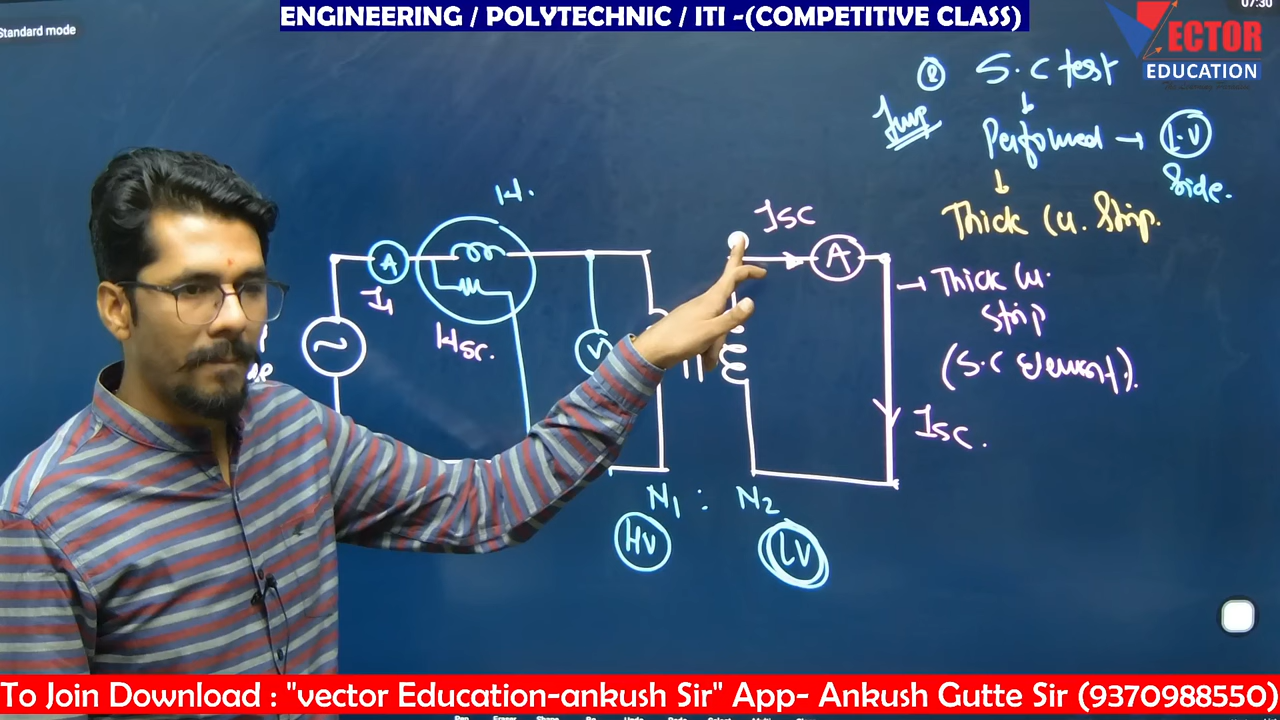 ENGINEERING / POLYTECHNIC / ITI -(COMPETITIVE CLASS)
07:30
Standard mode
VECTOR
EDUCATION
② S.C test
Imp
Performed → L.V
Side.
Thick Cu. Strip.
W.
Isc
A
A
I1
Wsc.
V
→ Thick Cu.
Strip
(S.C element).
Isc.
N1 : N2
HV
LV
To Join Download : "vector Education-ankush Sir" App- Ankush Gutte Sir (9370988550)